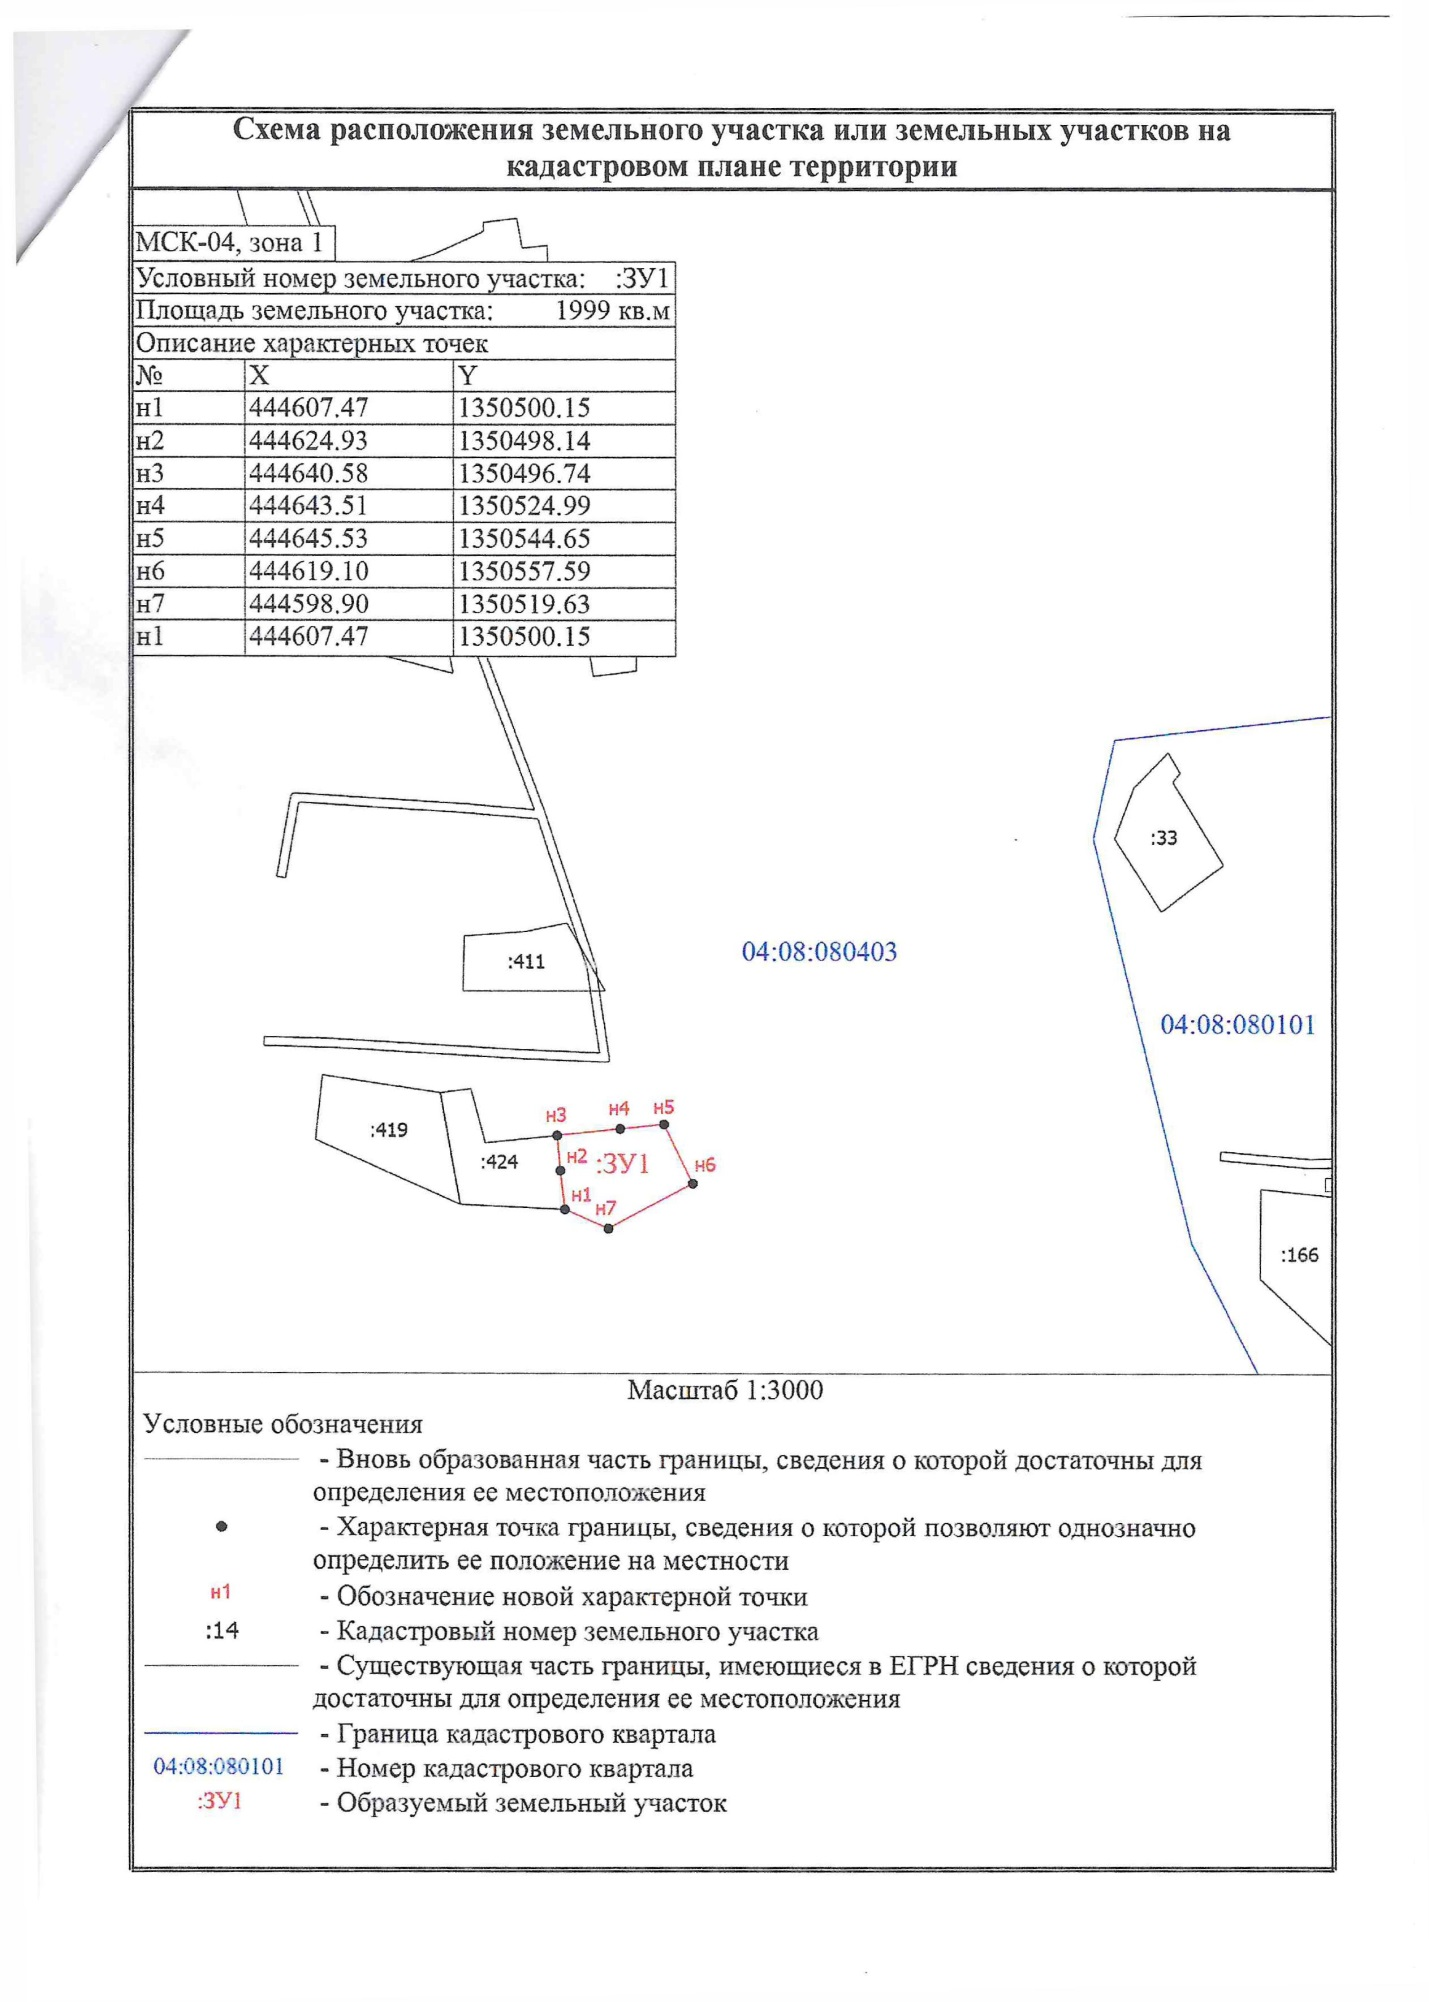 Схема расположения земельного участка или земельных участков на
кадастровом плане территории
МСК-04, зона 1
Условный номер земельного участка: :ЗУ1
Площадь земельного участка: 1999 кв.м
Описание характерных точек
№ X Y
н1 444607.47 1350500.15
н2 444624.93 1350498.14
н3 444640.58 1350496.74
н4 444643.51 1350524.99
н5 444645.53 1350544.65
н6 444619.10 1350557.59
н7 444598.90 1350519.63
н1 444607.47 1350500.15
:33
:411
04:08:080403
04:08:080101
н3
н4
н5
:419
:424
н2
:ЗУ1
н6
н1
н7
:166
Масштаб 1:3000
Условные обозначения
- Вновь образованная часть границы, сведения о которой достаточны для
определения ее местоположения
- Характерная точка границы, сведения о которой позволяют однозначно
определить ее положение на местности
н1 - Обозначение новой характерной точки
:14 - Кадастровый номер земельного участка
- Существующая часть границы, имеющиеся в ЕГРН сведения о которой
достаточны для определения ее местоположения
- Граница кадастрового квартала
04:08:080101 - Номер кадастрового квартала
:ЗУ1 - Образуемый земельный участок